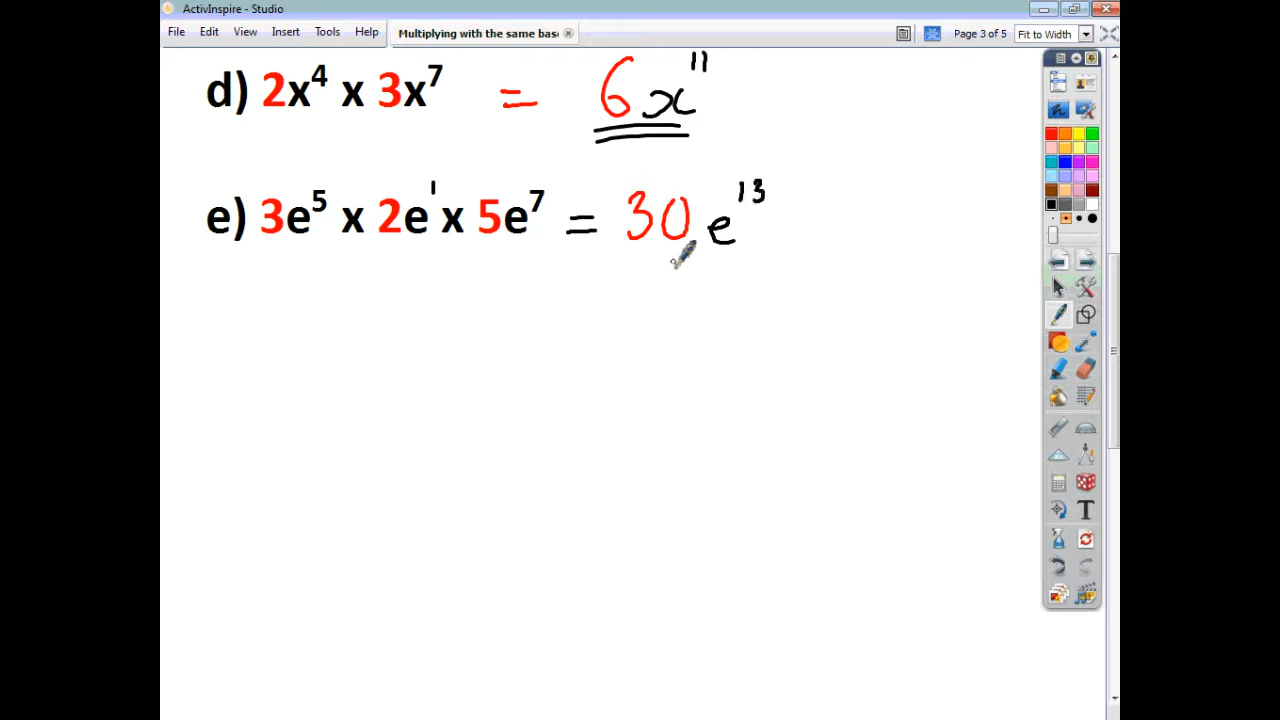 ActivInspire - Studio
File Edit View Insert Tools Help Multiplying with the same bas Page 3 of 5 Fit to Width
d) 2x⁴ x 3x⁷ = 6x¹¹
e) 3e⁵ x 2e¹ x 5e⁷ = 30e¹³
T